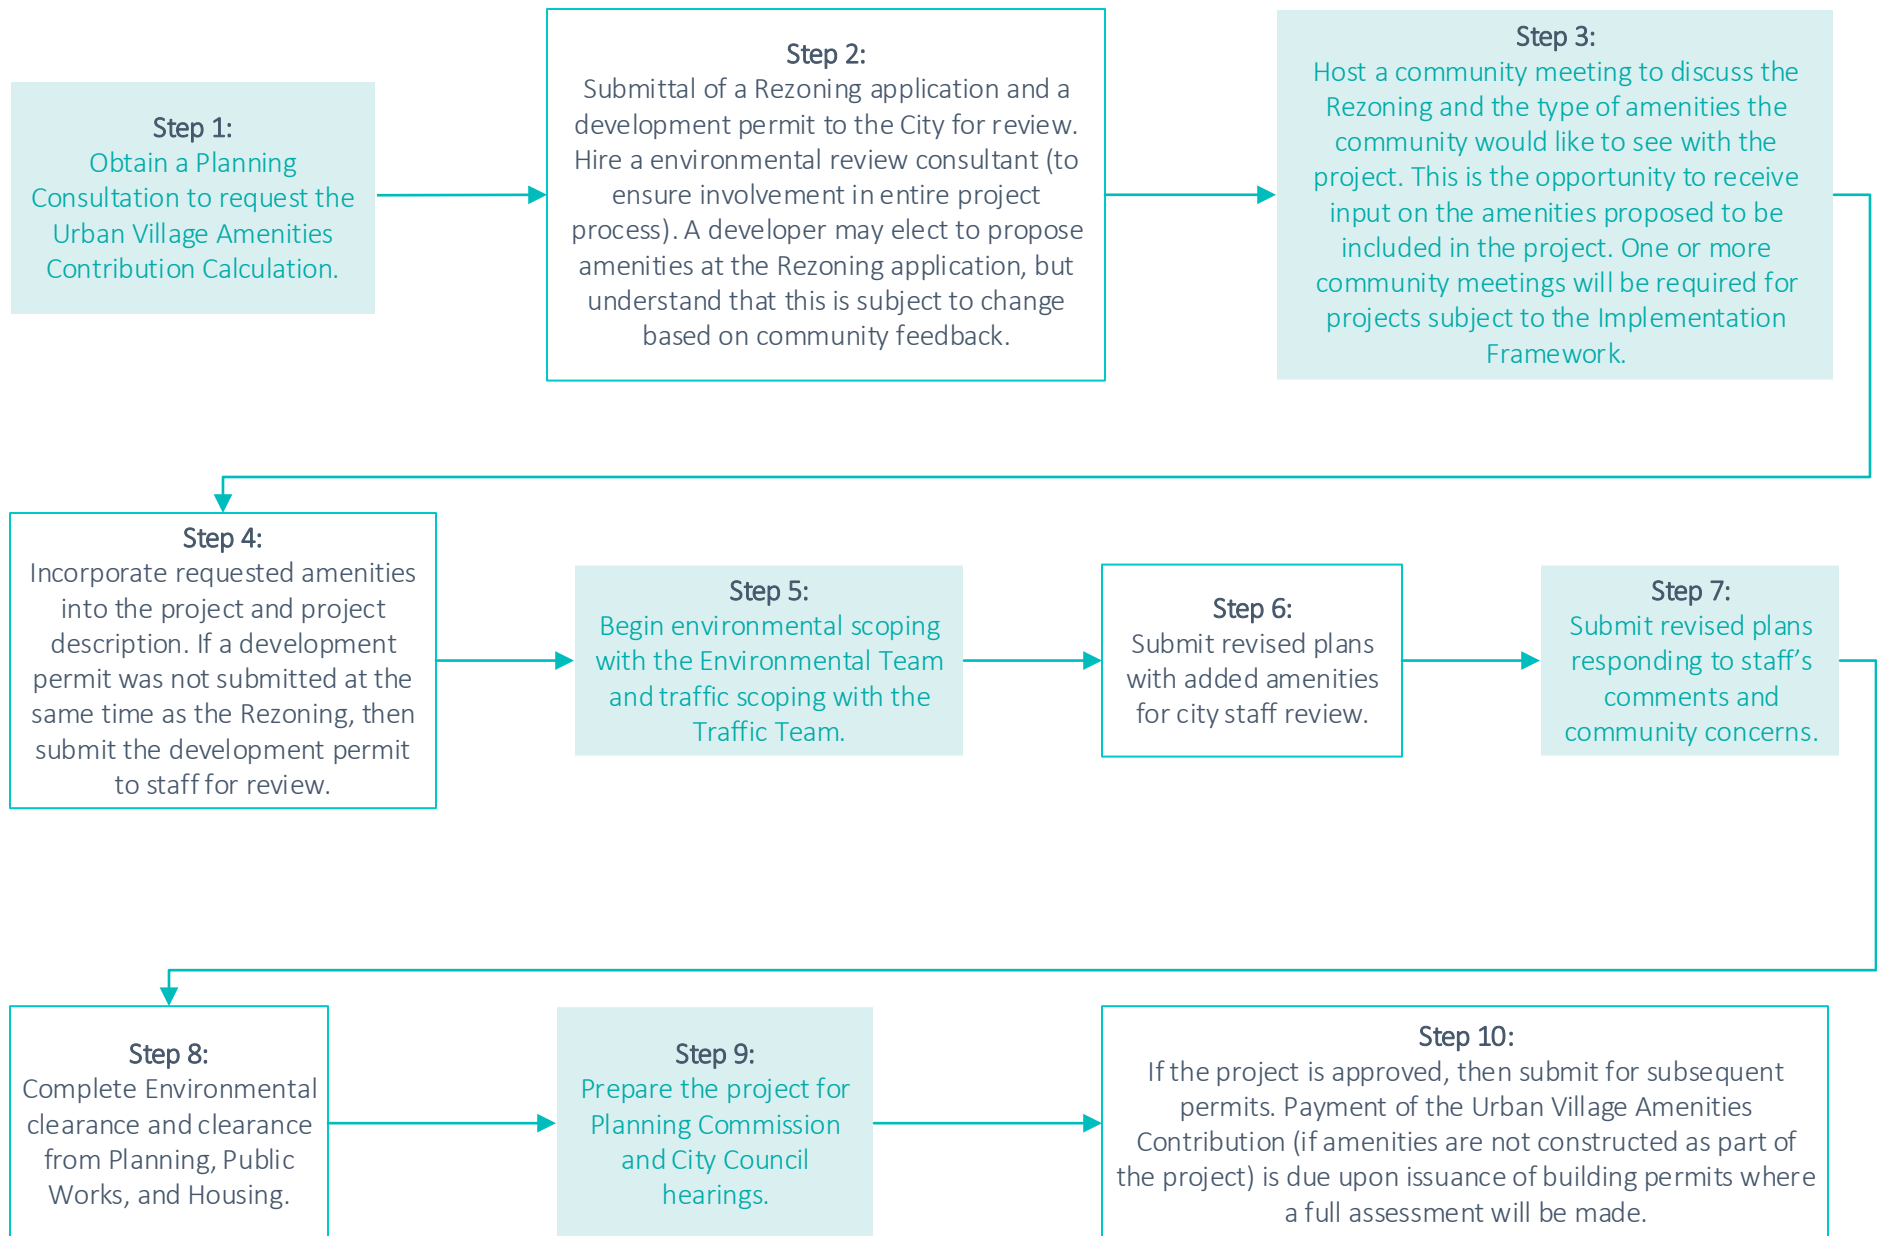 Step 1:
Obtain a Planning
Consultation to request the
Urban Village Amenities
Contribution Calculation.
Step 2:
Submittal of a Rezoning application and a
development permit to the City for review.
Hire a environmental review consultant (to
ensure involvement in entire project
process). A developer may elect to propose
amenities at the Rezoning application, but
understand that this is subject to change
based on community feedback.
Step 3:
Host a community meeting to discuss the
Rezoning and the type of amenities the
community would like to see with the
project. This is the opportunity to receive
input on the amenities proposed to be
included in the project. One or more
community meetings will be required for
projects subject to the Implementation
Framework.
Step 4:
Incorporate requested amenities
into the project and project
description. If a development
permit was not submitted at the
same time as the Rezoning, then
submit the development permit
to staff for review.
Step 5:
Begin environmental scoping
with the Environmental Team
and traffic scoping with the
Traffic Team.
Step 6:
Submit revised plans
with added amenities
for city staff review.
Step 7:
Submit revised plans
responding to staff’s
comments and
community concerns.
Step 8:
Complete Environmental
clearance and clearance
from Planning, Public
Works, and Housing.
Step 9:
Prepare the project for
Planning Commission
and City Council
hearings.
Step 10:
If the project is approved, then submit for subsequent
permits. Payment of the Urban Village Amenities
Contribution (if amenities are not constructed as part of
the project) is due upon issuance of building permits where
a full assessment will be made.